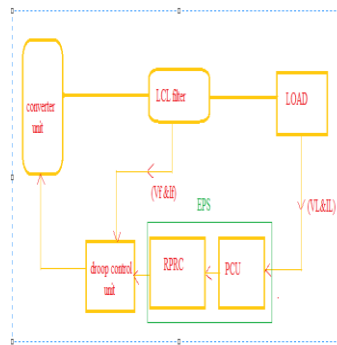 converter
unit
LCL filter
LOAD
(Vf &If)
EPS
(VL&IL)
droop control
unit
RPRC
PCU